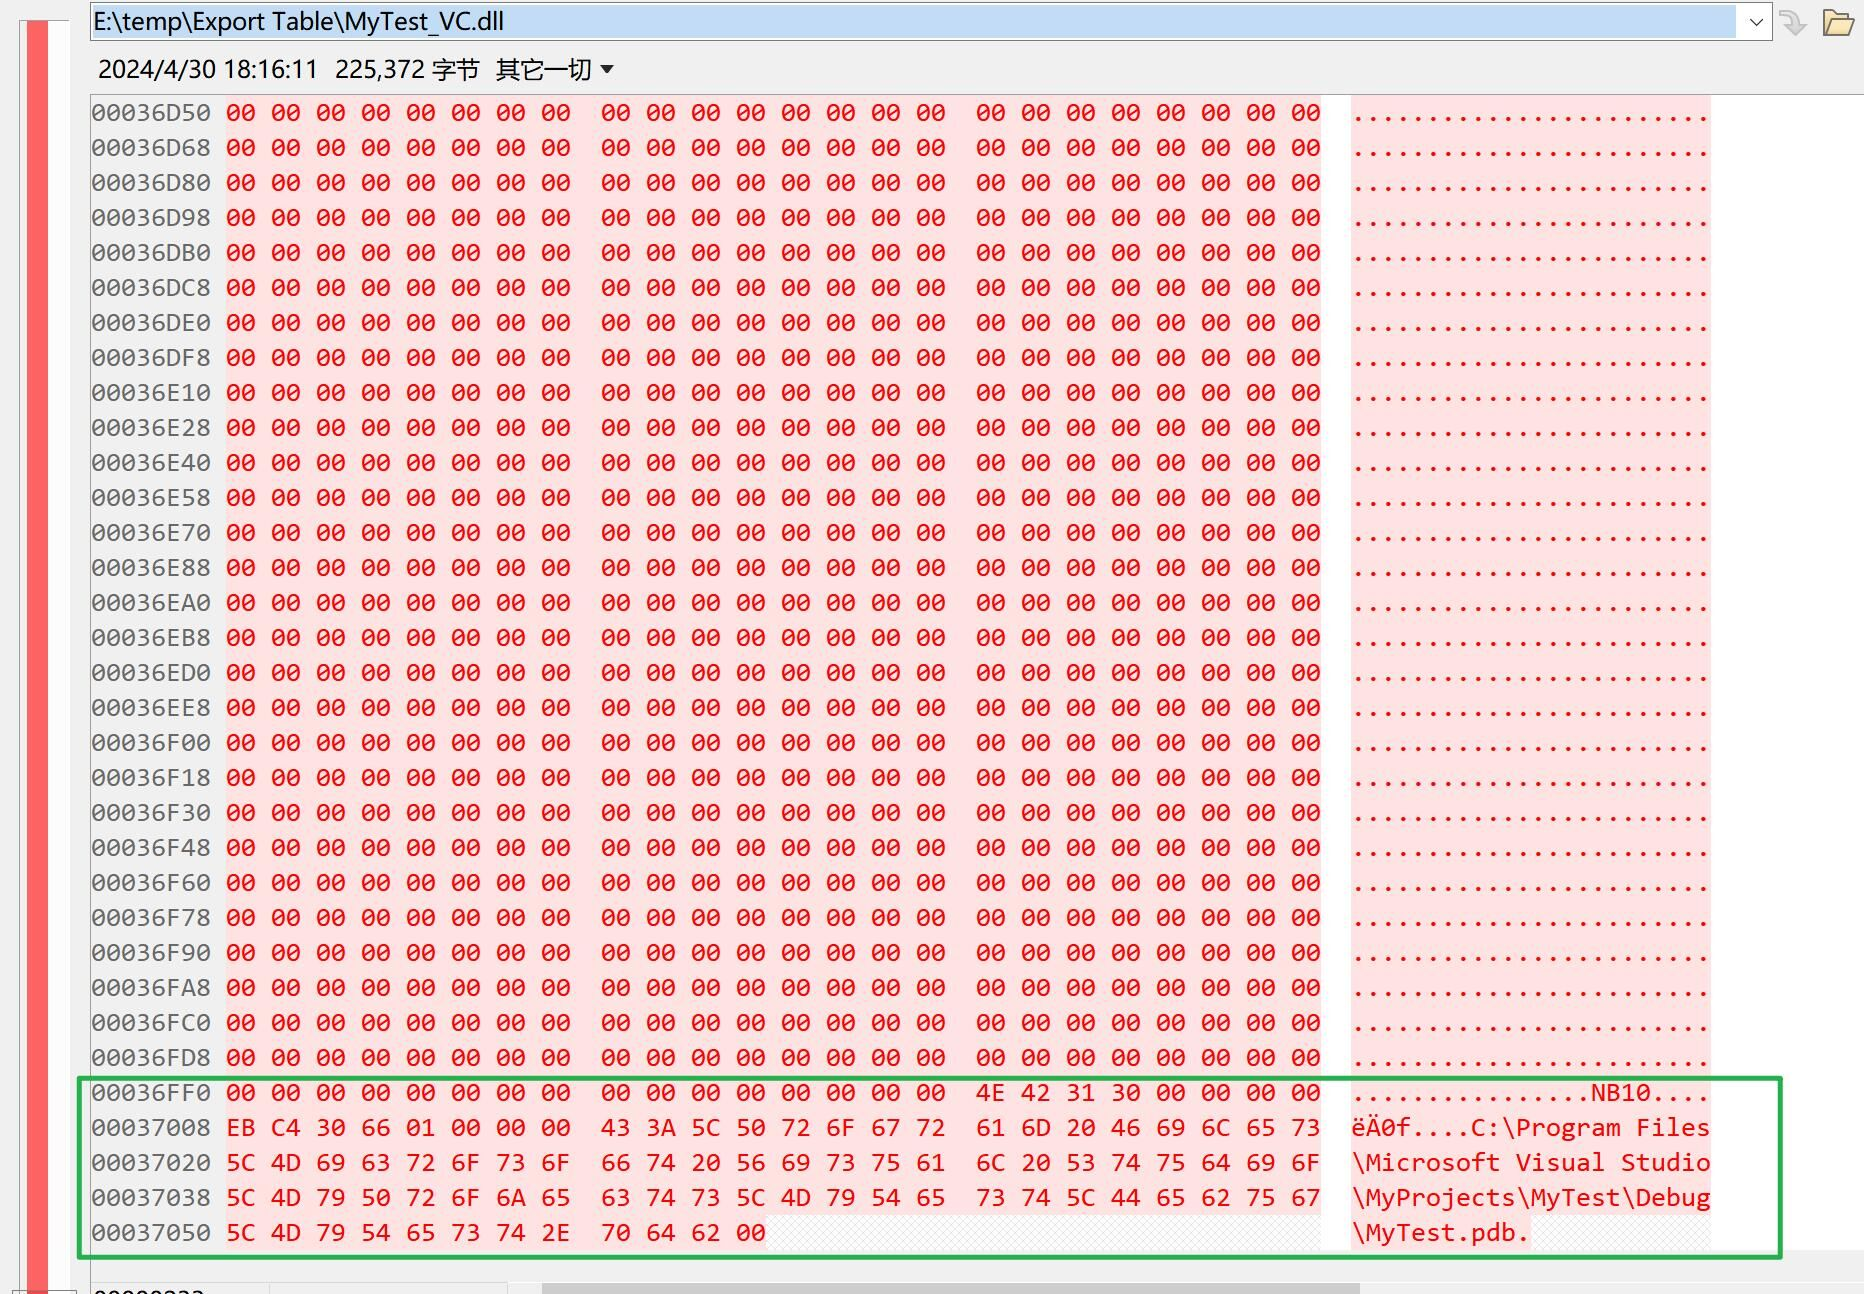 E:\temp\Export Table\MyTest_VC.dll
2024/4/30 18:16:11 225,372 字节 其它一切
00036D50 00 00 00 00 00 00 00 00 00 00 00 00 00 00 00 00 00 00 00 00 00 00 00 00 ........................
00036D68 00 00 00 00 00 00 00 00 00 00 00 00 00 00 00 00 00 00 00 00 00 00 00 00 ........................
00036D80 00 00 00 00 00 00 00 00 00 00 00 00 00 00 00 00 00 00 00 00 00 00 00 00 ........................
00036D98 00 00 00 00 00 00 00 00 00 00 00 00 00 00 00 00 00 00 00 00 00 00 00 00 ........................
00036DB0 00 00 00 00 00 00 00 00 00 00 00 00 00 00 00 00 00 00 00 00 00 00 00 00 ........................
00036DC8 00 00 00 00 00 00 00 00 00 00 00 00 00 00 00 00 00 00 00 00 00 00 00 00 ........................
00036DE0 00 00 00 00 00 00 00 00 00 00 00 00 00 00 00 00 00 00 00 00 00 00 00 00 ........................
00036DF8 00 00 00 00 00 00 00 00 00 00 00 00 00 00 00 00 00 00 00 00 00 00 00 00 ........................
00036E10 00 00 00 00 00 00 00 00 00 00 00 00 00 00 00 00 00 00 00 00 00 00 00 00 ........................
00036E28 00 00 00 00 00 00 00 00 00 00 00 00 00 00 00 00 00 00 00 00 00 00 00 00 ........................
00036E40 00 00 00 00 00 00 00 00 00 00 00 00 00 00 00 00 00 00 00 00 00 00 00 00 ........................
00036E58 00 00 00 00 00 00 00 00 00 00 00 00 00 00 00 00 00 00 00 00 00 00 00 00 ........................
00036E70 00 00 00 00 00 00 00 00 00 00 00 00 00 00 00 00 00 00 00 00 00 00 00 00 ........................
00036E88 00 00 00 00 00 00 00 00 00 00 00 00 00 00 00 00 00 00 00 00 00 00 00 00 ........................
00036EA0 00 00 00 00 00 00 00 00 00 00 00 00 00 00 00 00 00 00 00 00 00 00 00 00 ........................
00036EB8 00 00 00 00 00 00 00 00 00 00 00 00 00 00 00 00 00 00 00 00 00 00 00 00 ........................
00036ED0 00 00 00 00 00 00 00 00 00 00 00 00 00 00 00 00 00 00 00 00 00 00 00 00 ........................
00036EE8 00 00 00 00 00 00 00 00 00 00 00 00 00 00 00 00 00 00 00 00 00 00 00 00 ........................
00036F00 00 00 00 00 00 00 00 00 00 00 00 00 00 00 00 00 00 00 00 00 00 00 00 00 ........................
00036F18 00 00 00 00 00 00 00 00 00 00 00 00 00 00 00 00 00 00 00 00 00 00 00 00 ........................
00036F30 00 00 00 00 00 00 00 00 00 00 00 00 00 00 00 00 00 00 00 00 00 00 00 00 ........................
00036F48 00 00 00 00 00 00 00 00 00 00 00 00 00 00 00 00 00 00 00 00 00 00 00 00 ........................
00036F60 00 00 00 00 00 00 00 00 00 00 00 00 00 00 00 00 00 00 00 00 00 00 00 00 ........................
00036F78 00 00 00 00 00 00 00 00 00 00 00 00 00 00 00 00 00 00 00 00 00 00 00 00 ........................
00036F90 00 00 00 00 00 00 00 00 00 00 00 00 00 00 00 00 00 00 00 00 00 00 00 00 ........................
00036FA8 00 00 00 00 00 00 00 00 00 00 00 00 00 00 00 00 00 00 00 00 00 00 00 00 ........................
00036FC0 00 00 00 00 00 00 00 00 00 00 00 00 00 00 00 00 00 00 00 00 00 00 00 00 ........................
00036FD8 00 00 00 00 00 00 00 00 00 00 00 00 00 00 00 00 00 00 00 00 00 00 00 00 ........................
00036FF0 00 00 00 00 00 00 00 00 00 00 00 00 00 00 00 00 4E 42 31 30 00 00 00 00 ................NB10....
00037008 EB C4 30 66 01 00 00 00 43 3A 5C 50 72 6F 67 72 61 6D 20 46 69 6C 65 73 ëÄ0f....C:\Program Files
00037020 5C 4D 69 63 72 6F 73 6F 66 74 20 56 69 73 75 61 6C 20 53 74 75 64 69 6F \Microsoft Visual Studio
00037038 5C 4D 79 50 72 6F 6A 65 63 74 73 5C 4D 79 54 65 73 74 5C 44 65 62 75 67 \MyProjects\MyTest\Debug
00037050 5C 4D 79 54 65 73 74 2E 70 64 62 00 \MyTest.pdb.